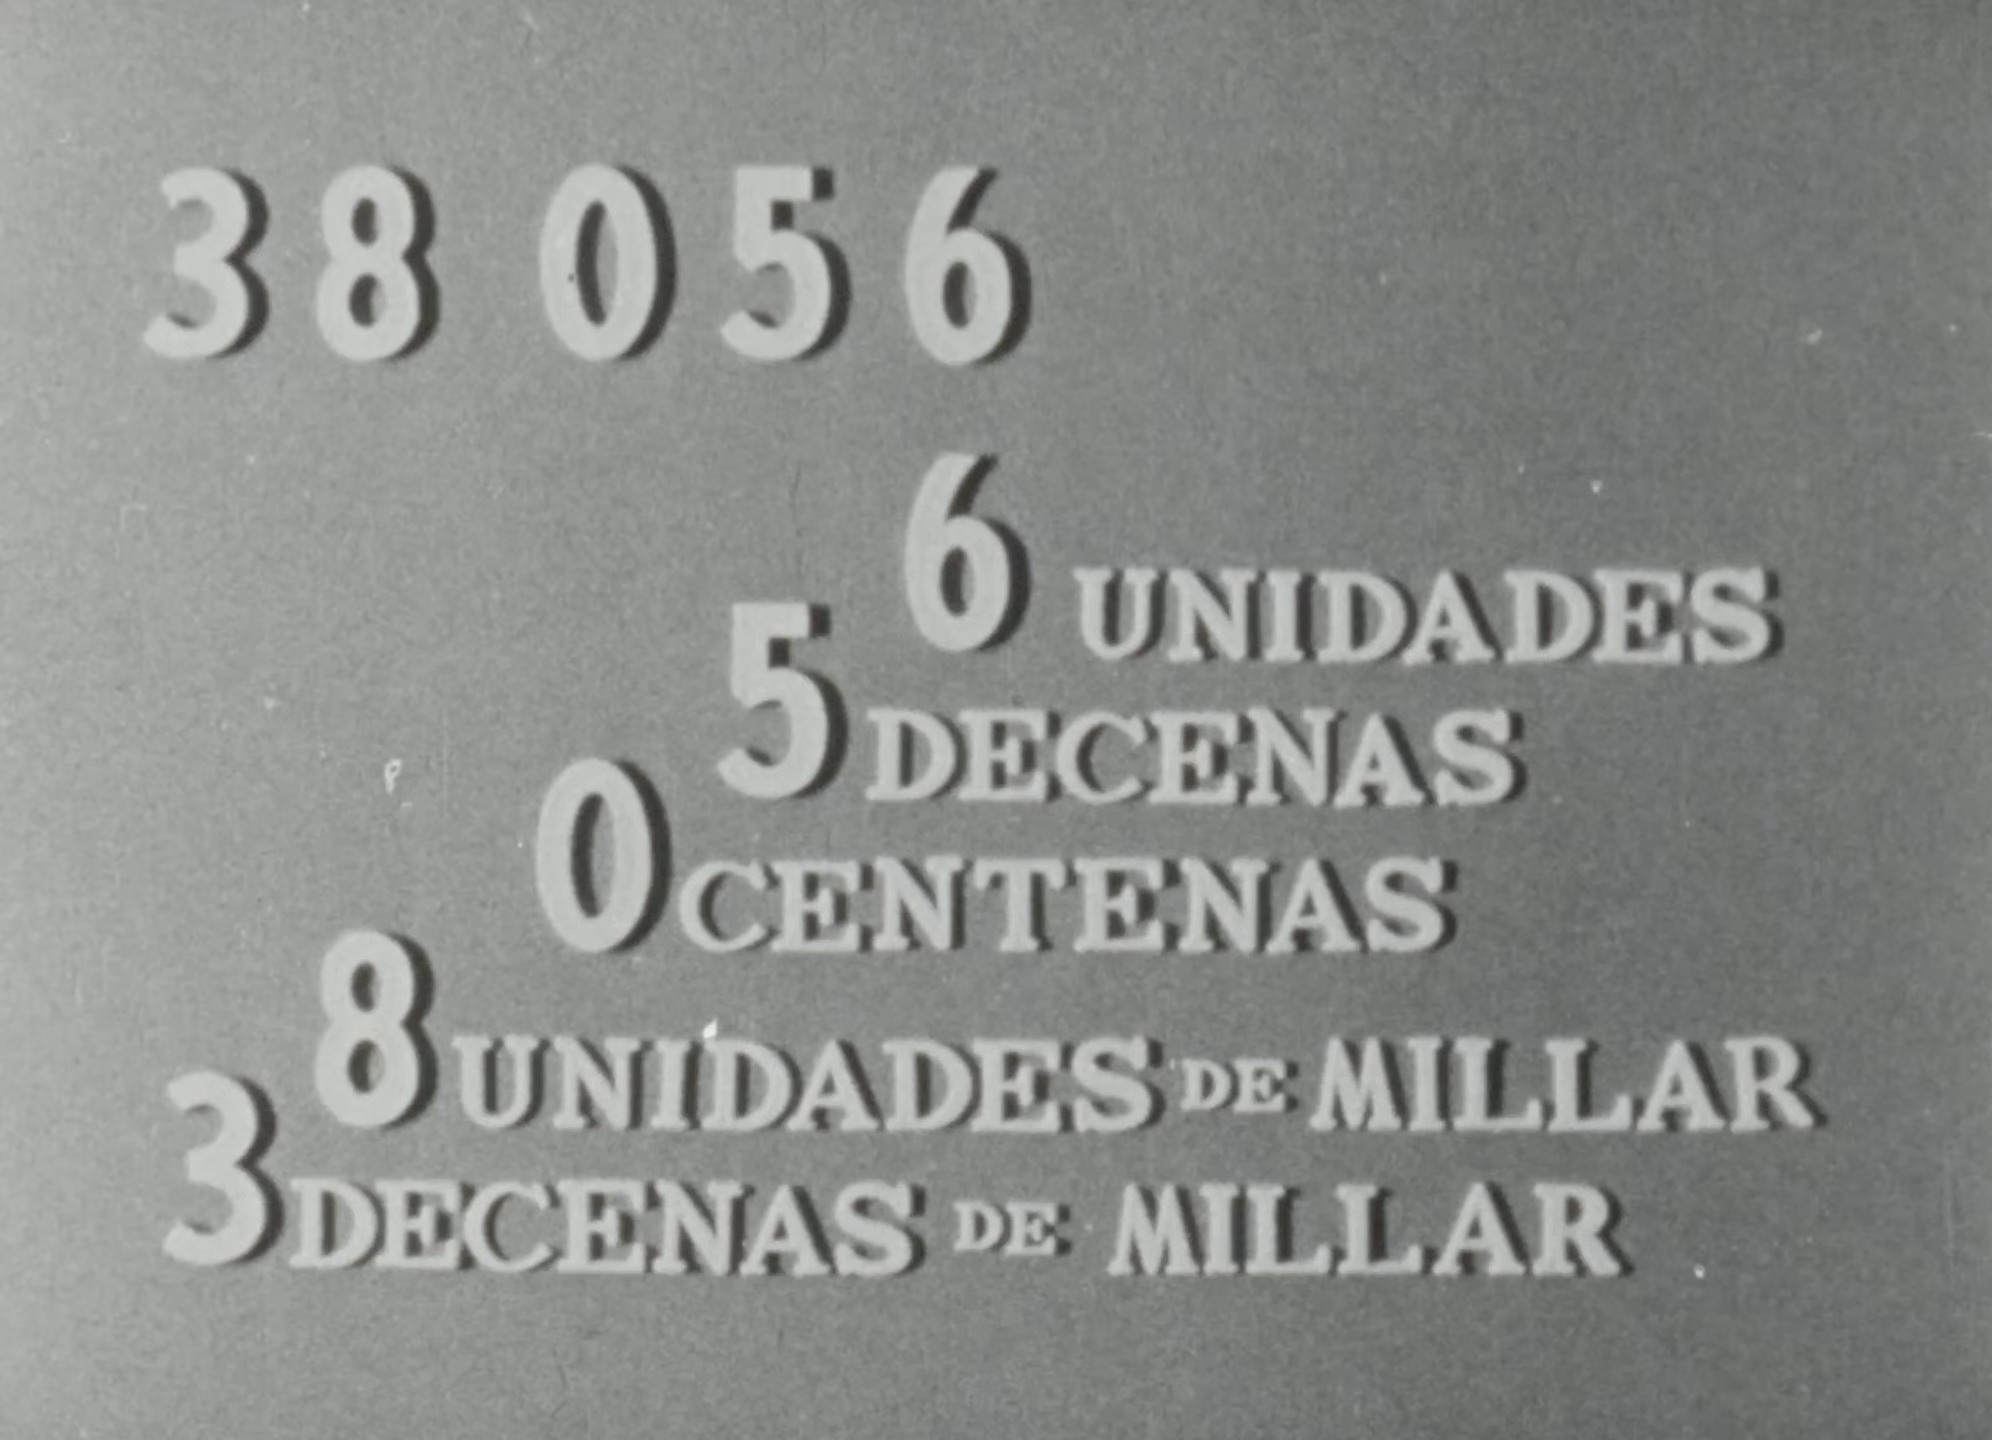 38 056
6 UNIDADES
5 DECENAS
0 CENTENAS
8 UNIDADES DE MILLAR
3 DECENAS DE MILLAR